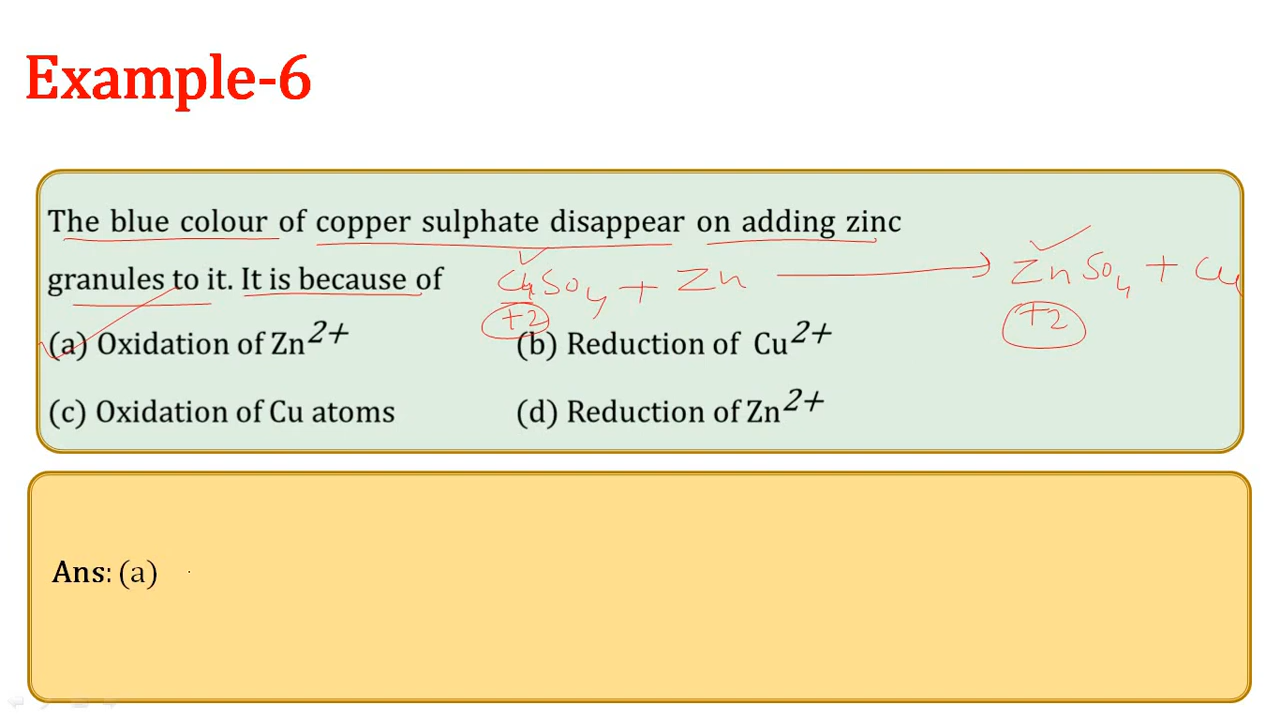 Example-6
The blue colour of copper sulphate disappear on adding zinc
granules to it. It is because of
CuSO4 + Zn ⟶ ZnSO4 + Cu
+2 +2
(a) Oxidation of Zn2+ (b) Reduction of Cu2+
(c) Oxidation of Cu atoms (d) Reduction of Zn2+
Ans: (a)